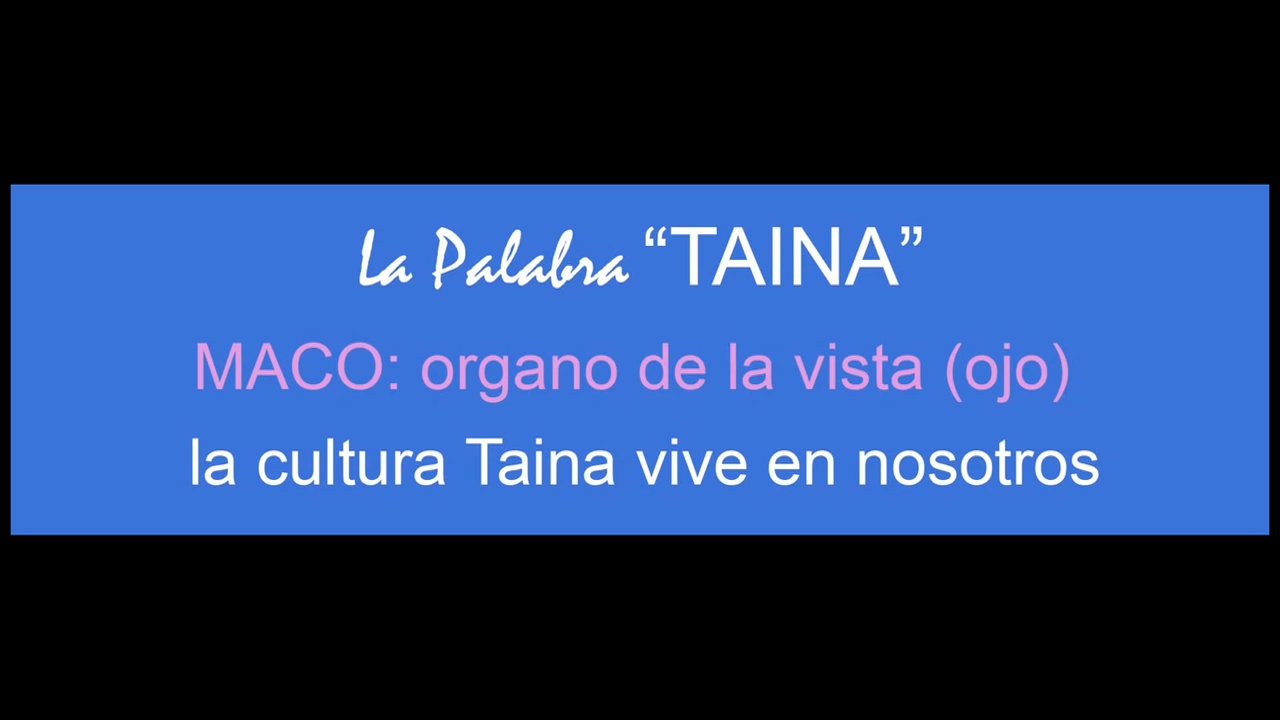 La Palabra “TAINA”
MACO: organo de la vista (ojo)
la cultura Taina vive en nosotros